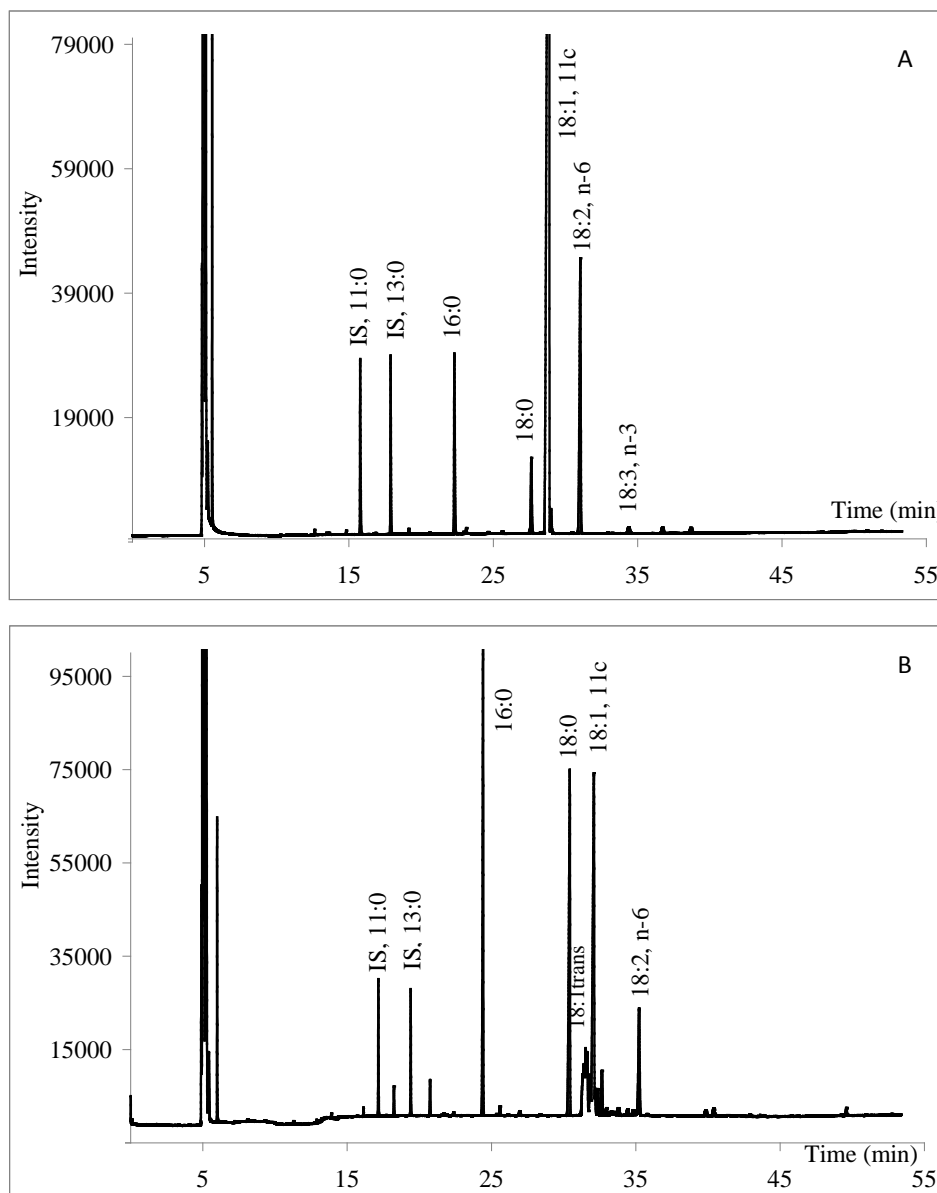 A
79000
59000
39000
19000
Intensity
IS, 11:0
IS, 13:0
16:0
18:0
18:1, 11c
18:2, n-6
18:3, n-3
Time (min)
5 15 25 35 45 55
B
95000
75000
55000
35000
15000
Intensity
IS, 11:0
IS, 13:0
16:0
18:0
18:1trans
18:1, 11c
18:2, n-6
Time (min)
5 15 25 35 45 55